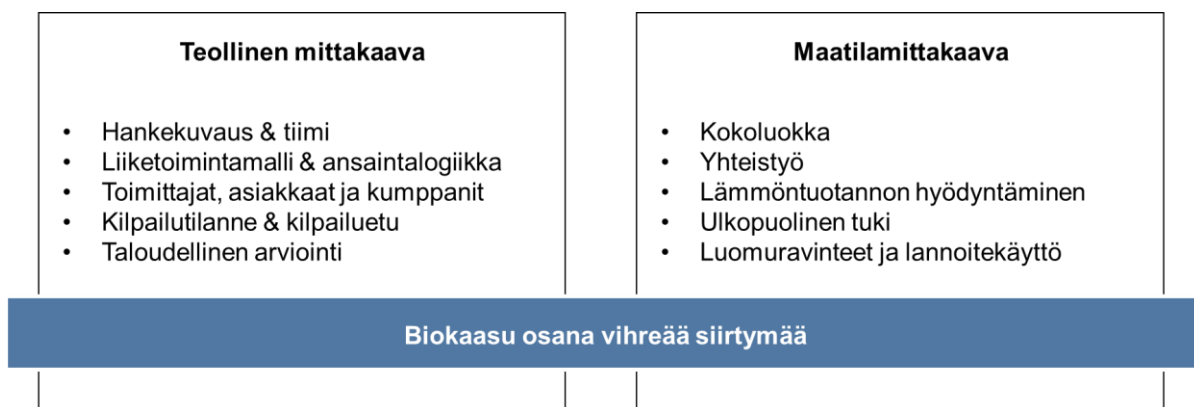 Teollinen mittakaava
• Hankekuvaus & tiimi
• Liiketoimintamalli & ansaintalogiikka
• Toimittajat, asiakkaat ja kumppanit
• Kilpailutilanne & kilpailuetu
• Taloudellinen arviointi
Maatilamittakaava
• Kokoluokka
• Yhteistyö
• Lämmöntuotannon hyödyntäminen
• Ulkopuolinen tuki
• Luomuravinteet ja lannoitekäyttö
Biokaasu osana vihreää siirtymää